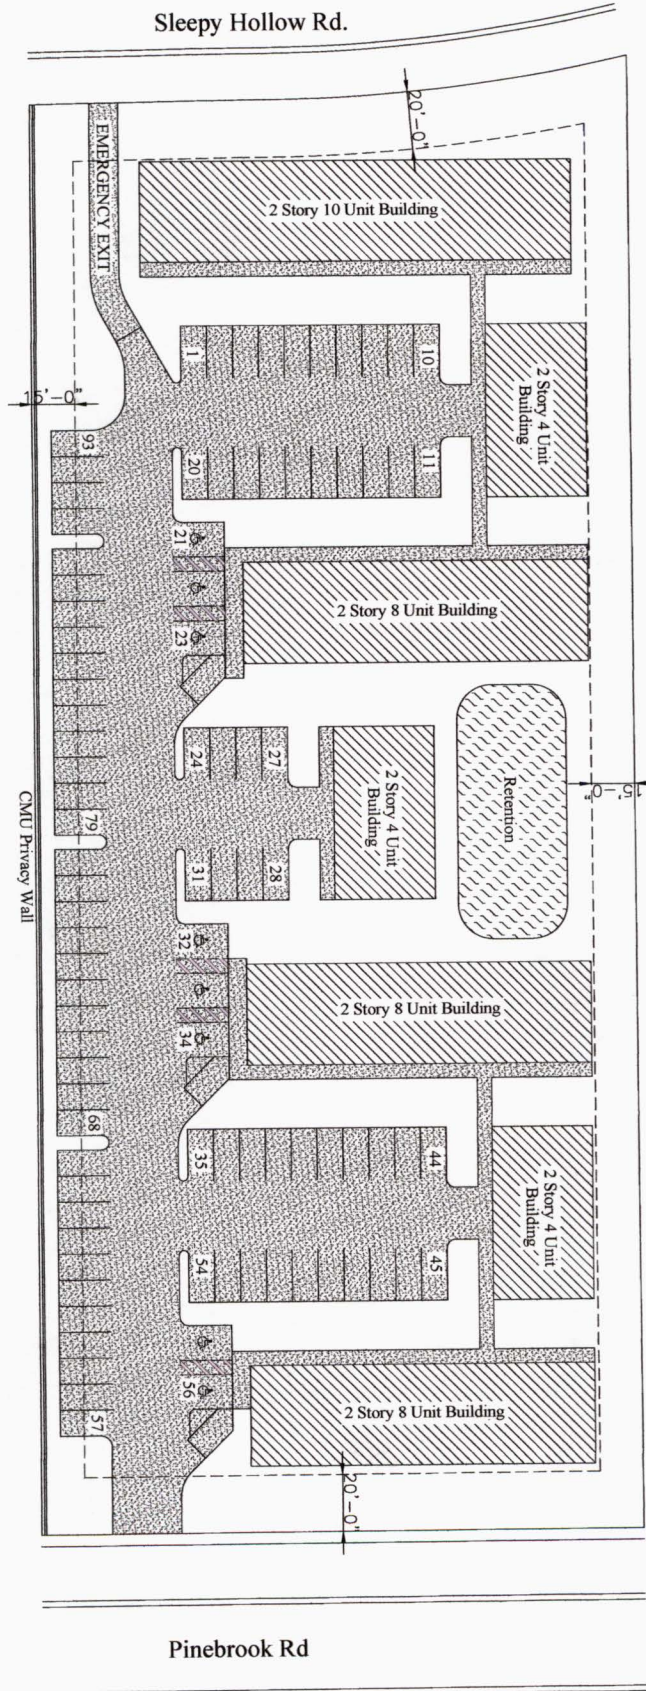 Sleepy Hollow Rd.
20'-0"
EMERGENCY EXIT
2 Story 10 Unit Building
1
10
2 Story 4 Unit
Building
15'-0"
93
20
11
21
2 Story 8 Unit Building
23
24
27
2 Story 4 Unit
Building
Retention
15'-0"
79
CMU Privacy Wall
31
28
32
2 Story 8 Unit Building
34
68
35
44
2 Story 4 Unit
Building
54
45
56
2 Story 8 Unit Building
57
20'-0"
Pinebrook Rd